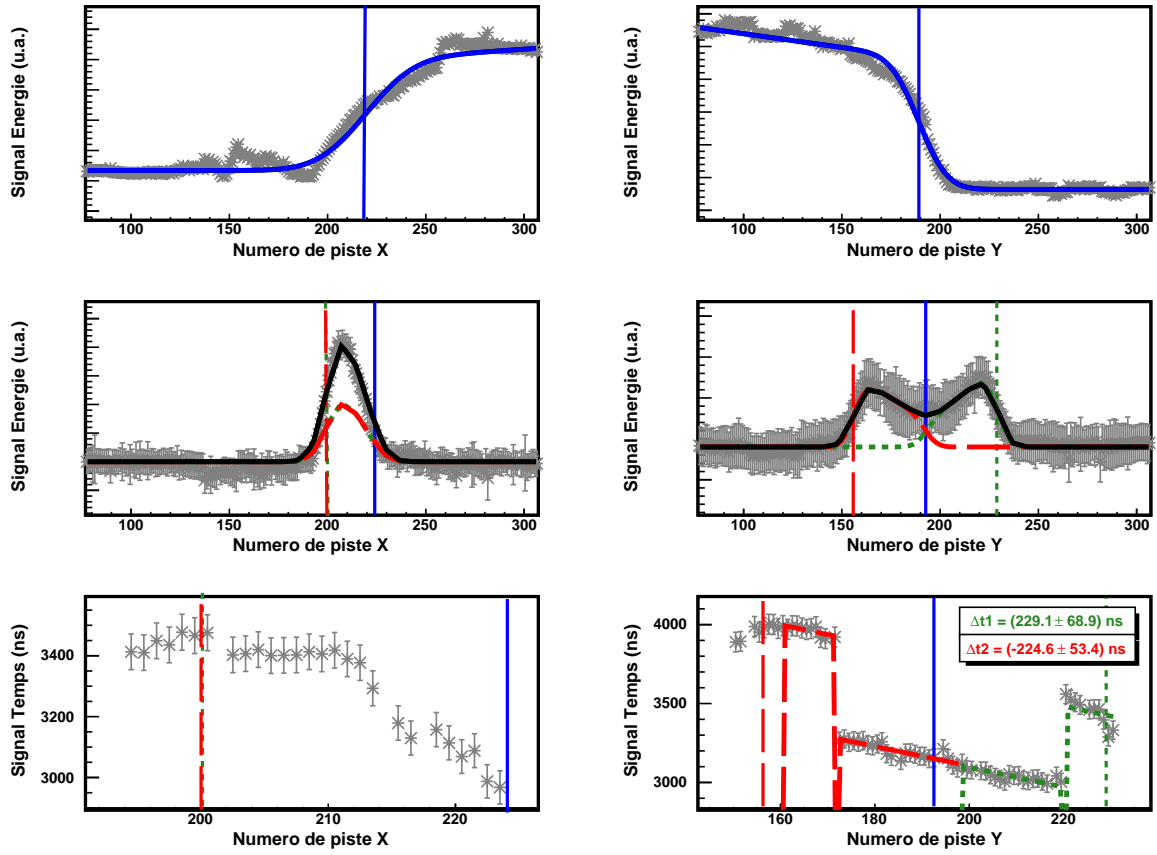 Signal Energie (u.a.)
100 150 200 250 300
Numero de piste X
Signal Energie (u.a.)
100 150 200 250 300
Numero de piste Y
Signal Energie (u.a.)
100 150 200 250 300
Numero de piste X
Signal Energie (u.a.)
100 150 200 250 300
Numero de piste Y
Signal Temps (ns)
3400
3200
3000
200 210 220
Numero de piste X
Signal Temps (ns)
4000
3500
3000
Δt1 = (229.1 ± 68.9) ns
Δt2 = (-224.6 ± 53.4) ns
160 180 200 220
Numero de piste Y